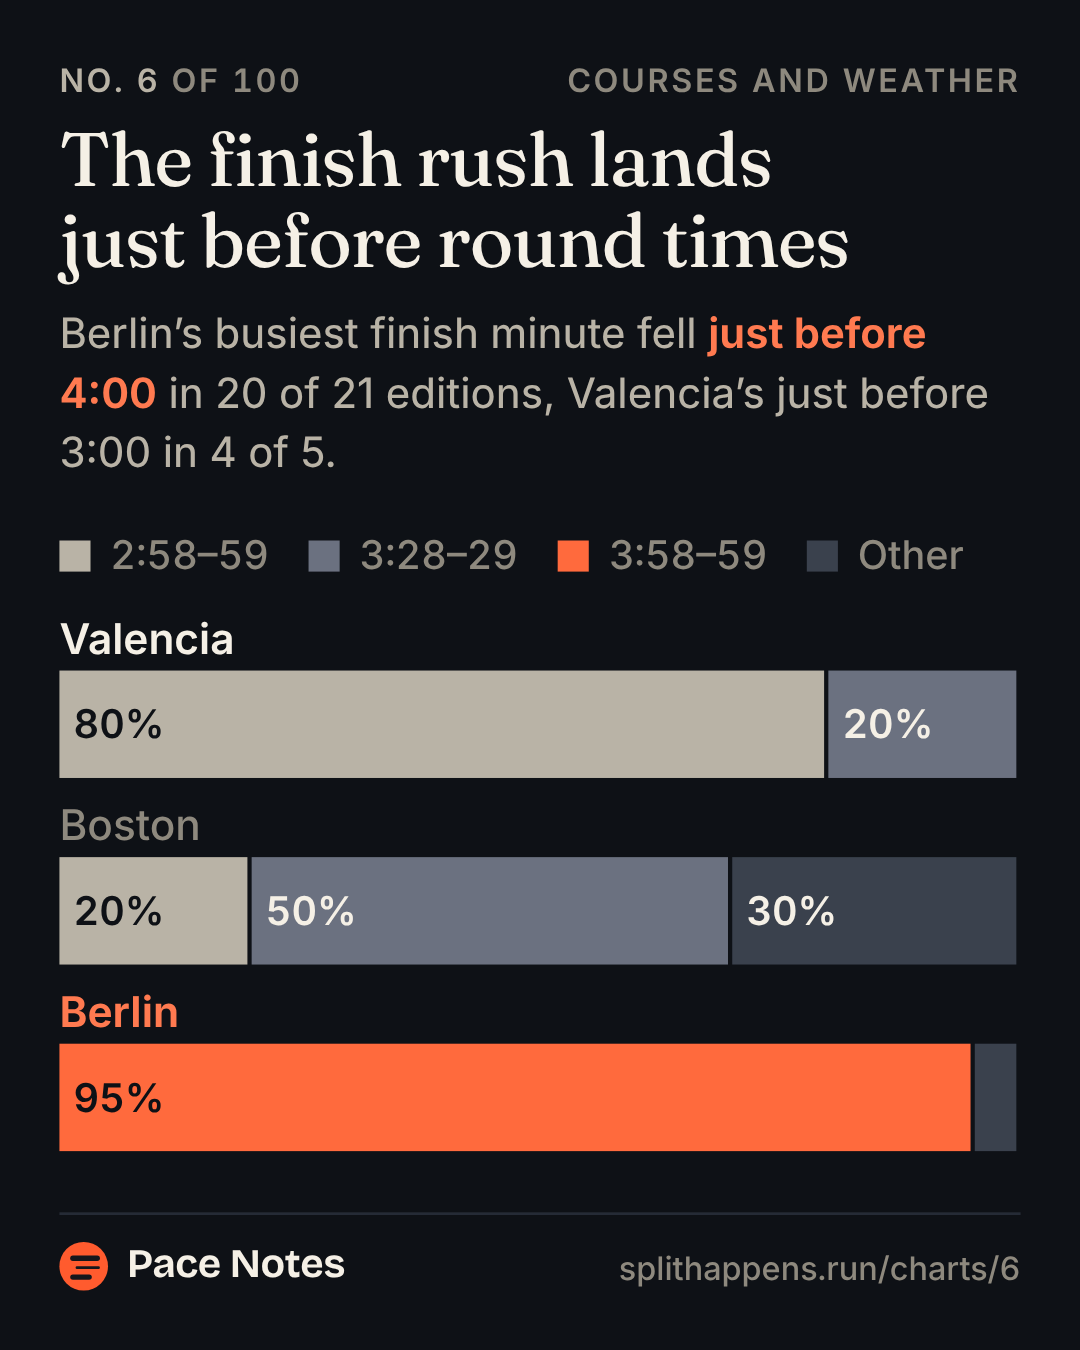 NO. 6 OF 100
COURSES AND WEATHER
The finish rush lands
just before round times
Berlin’s busiest finish minute fell just before
4:00 in 20 of 21 editions, Valencia’s just before
3:00 in 4 of 5.
2:58–59 3:28–29 3:58–59 Other
Valencia
80% 20%
Boston
20% 50% 30%
Berlin
95%
Pace Notes
splithappens.run/charts/6